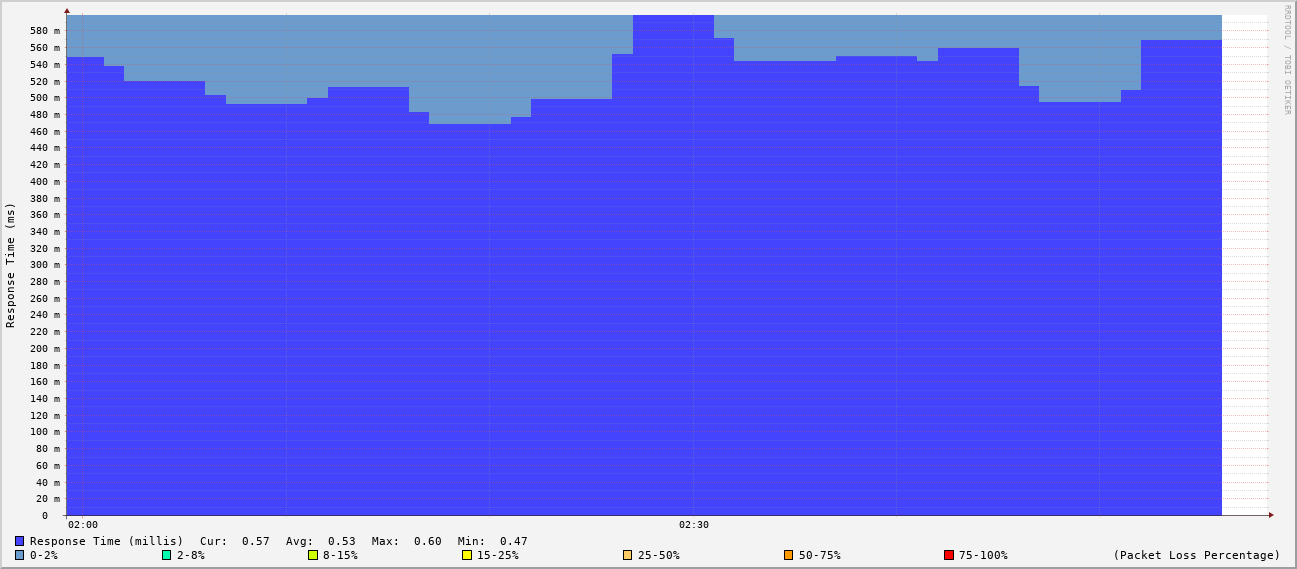 RRDTOOL / TOBI OETIKER
Response Time (ms)
580 m
560 m
540 m
520 m
500 m
480 m
460 m
440 m
420 m
400 m
380 m
360 m
340 m
320 m
300 m
280 m
260 m
240 m
220 m
200 m
180 m
160 m
140 m
120 m
100 m
80 m
60 m
40 m
20 m
0
02:00 02:30
Response Time (millis) Cur: 0.57 Avg: 0.53 Max: 0.60 Min: 0.47
0-2% 2-8% 8-15% 15-25% 25-50% 50-75% 75-100% (Packet Loss Percentage)